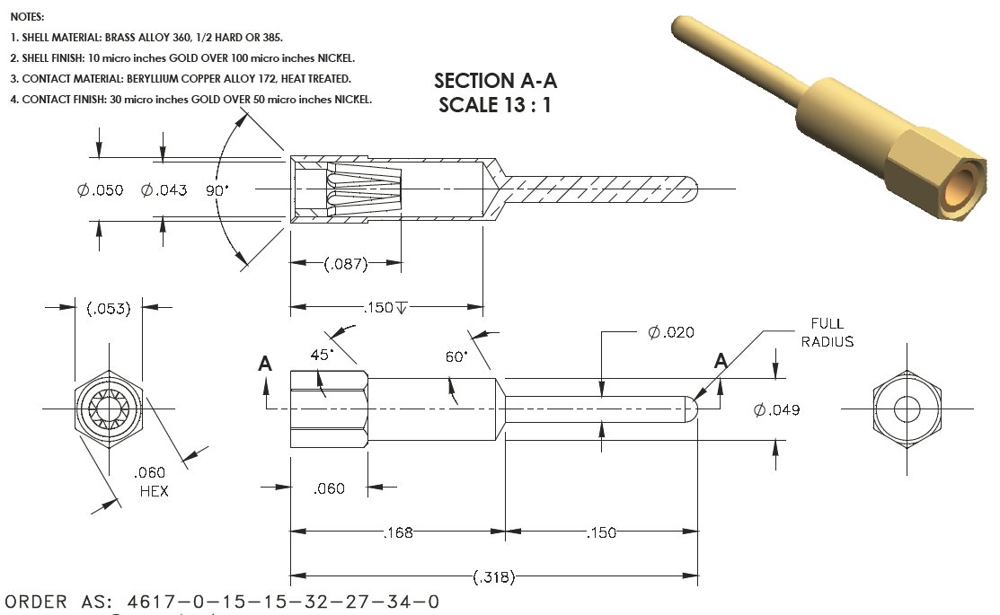 NOTES:
1. SHELL MATERIAL: BRASS ALLOY 360, 1/2 HARD OR 385.
2. SHELL FINISH: 10 micro inches GOLD OVER 100 micro inches NICKEL.
3. CONTACT MATERIAL: BERYLLIUM COPPER ALLOY 172, HEAT TREATED.
4. CONTACT FINISH: 30 micro inches GOLD OVER 50 micro inches NICKEL.
SECTION A-A
SCALE 13 : 1
Ø.050
Ø.043
90°
(.087)
.150↧
(.053)
45°
60°
Ø.020
FULL
RADIUS
A
A
Ø.049
.060
HEX
.060
.168
.150
(.318)
ORDER AS: 4617-0-15-15-32-27-34-0